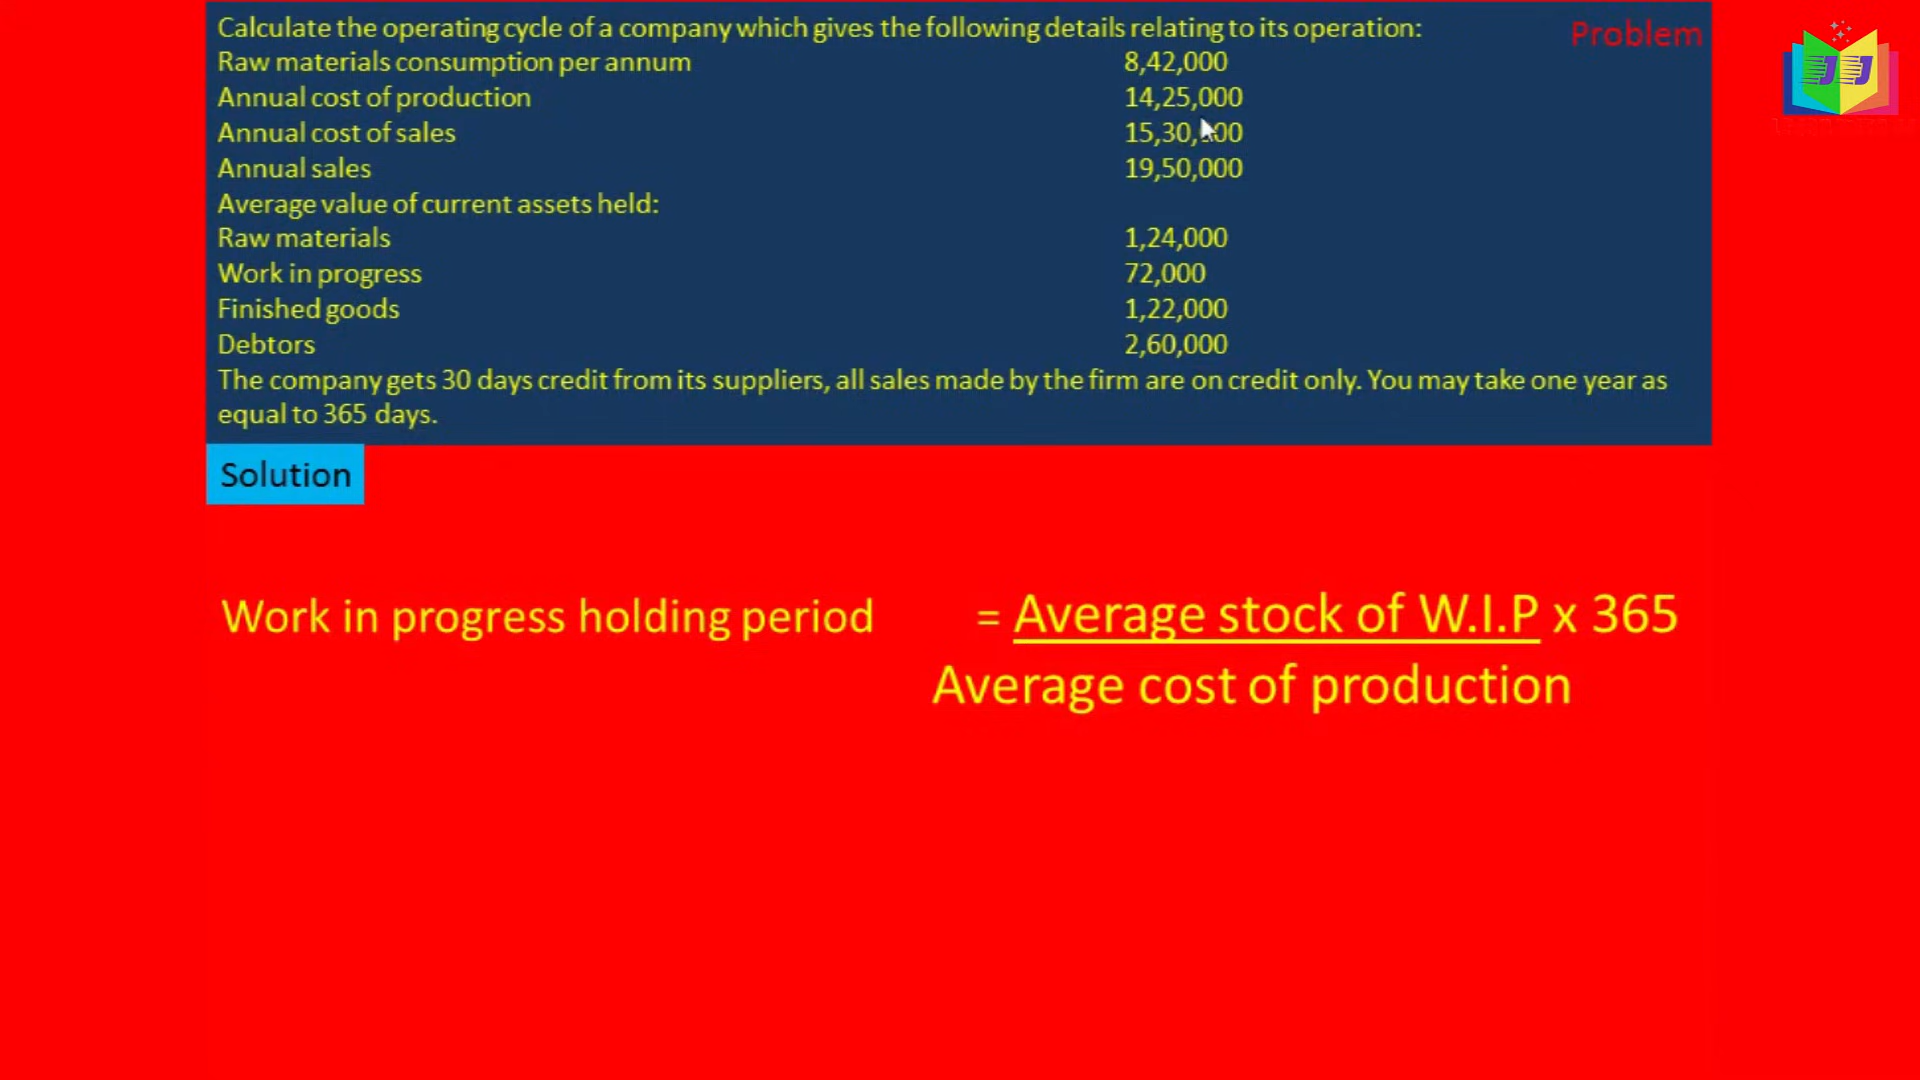 Calculate the operating cycle of a company which gives the following details relating to its operation:
Problem
Raw materials consumption per annum 8,42,000
Annual cost of production 14,25,000
Annual cost of sales 15,30,
Annual sales 19,50,000
Average value of current assets held:
Raw materials 1,24,000
Work in progress 72,000
Finished goods 1,22,000
Debtors 2,60,000
The company gets 30 days credit from its suppliers, all sales made by the firm are on credit only. You may take one year as
equal to 365 days.
Solution
Work in progress holding period = Average stock of W.I.P x 365
Average cost of production
JJ